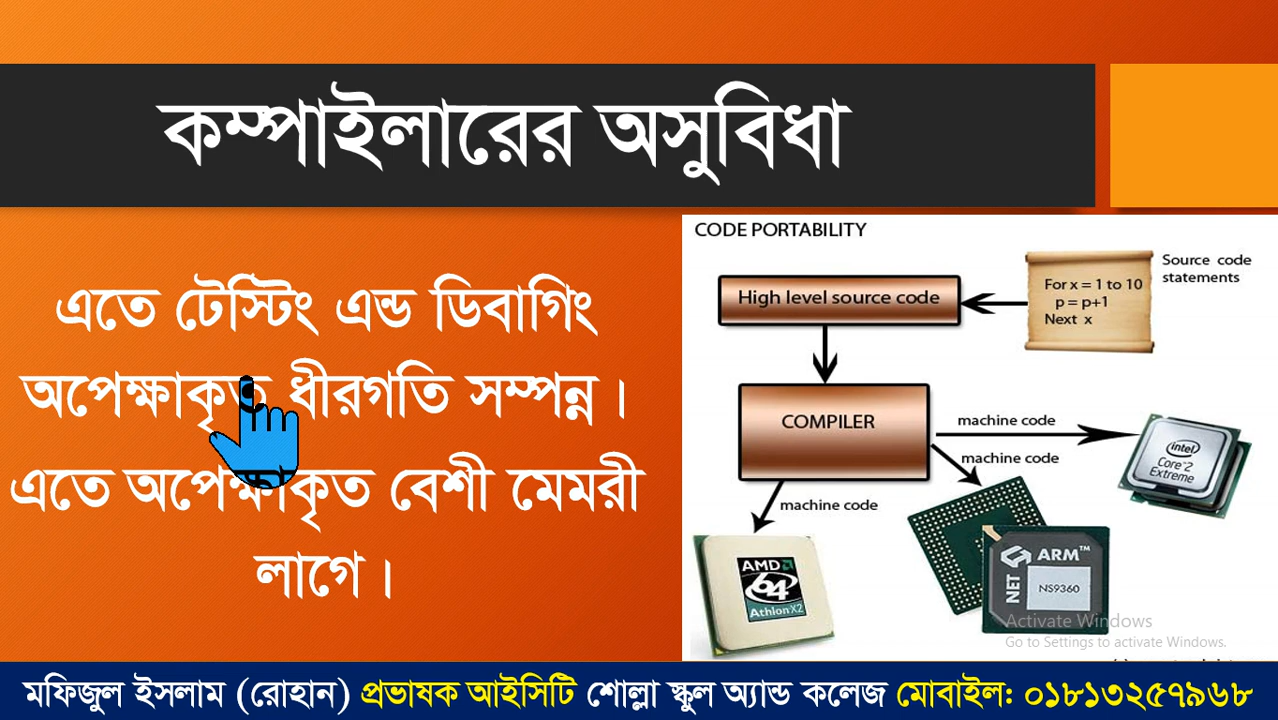 কম্পাইলারের অসুবিধা
এতে টেস্টিং এন্ড ডিবাগিং
অপেক্ষাকৃত ধীরগতি সম্পন্ন।
এতে অপেক্ষাকৃত বেশী মেমরী
লাগে।
CODE PORTABILITY
Source code
statements
For x = 1 to 10
p = p+1
Next x
High level source code
COMPILER
machine code
machine code
machine code
intel
Core™2
Extreme
AMD
64
Athlon X2
NET
ARM™
NS9360
Activate Windows
Go to Settings to activate Windows.
মফিজুল ইসলাম (রোহান) প্রভাষক আইসিটি শোল্লা স্কুল অ্যান্ড কলেজ মোবাইল: ০১৮১৩২৫৭৯৬৮